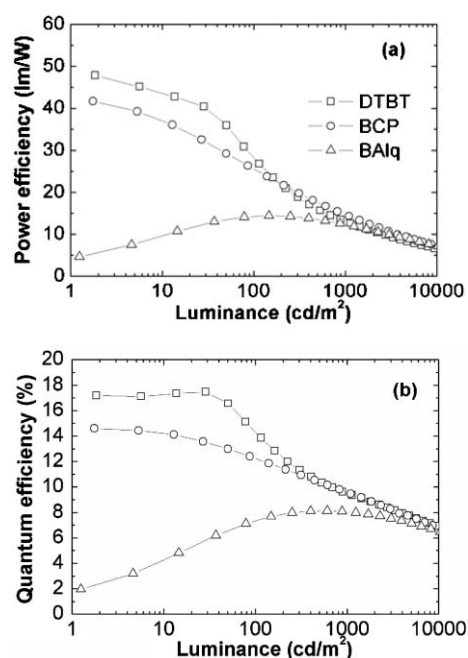 60
50
40
30
20
10
0
Power efficiency (lm/W)
(a)
DTBT
BCP
BAlq
1 10 100 1000 10000
Luminance (cd/m²)
20
18
16
14
12
10
8
6
4
2
0
Quantum efficiency (%)
(b)
1 10 100 1000 10000
Luminance (cd/m²)